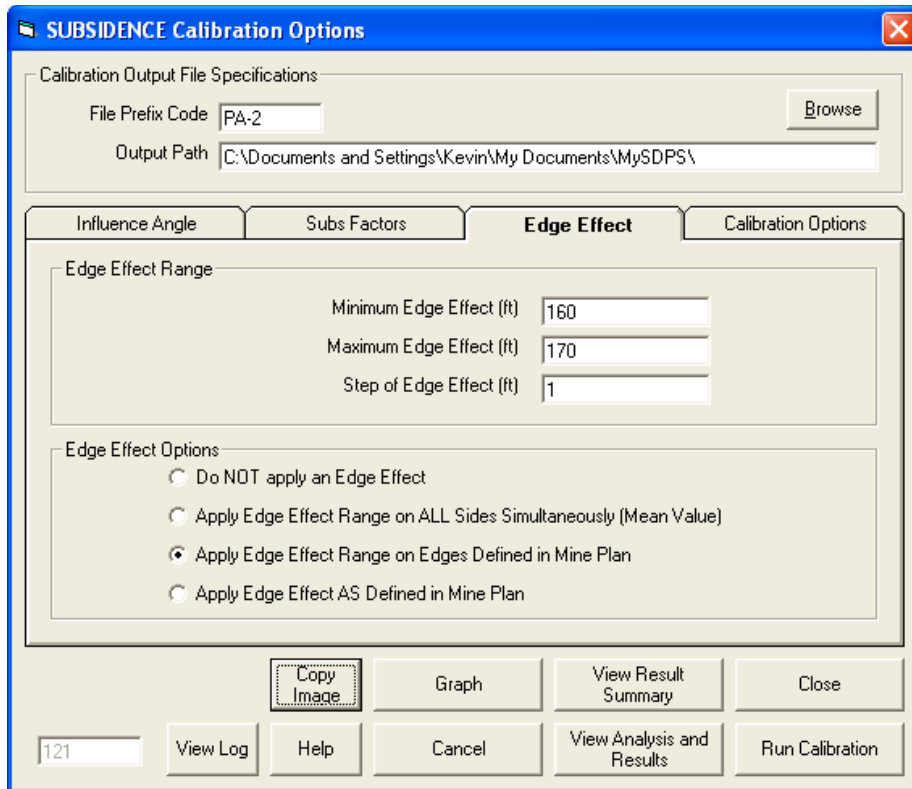 SUBSIDENCE Calibration Options
Calibration Output File Specifications
File Prefix Code PA-2 Browse
Output Path C:\Documents and Settings\Kevin\My Documents\MySDPS\
Influence Angle Subs Factors Edge Effect Calibration Options
Edge Effect Range
Minimum Edge Effect (ft) 160
Maximum Edge Effect (ft) 170
Step of Edge Effect (ft) 1
Edge Effect Options
Do NOT apply an Edge Effect
Apply Edge Effect Range on ALL Sides Simultaneously (Mean Value)
Apply Edge Effect Range on Edges Defined in Mine Plan
Apply Edge Effect AS Defined in Mine Plan
Copy
Image
Graph
View Result
Summary
Close
121
View Log
Help
Cancel
View Analysis and
Results
Run Calibration